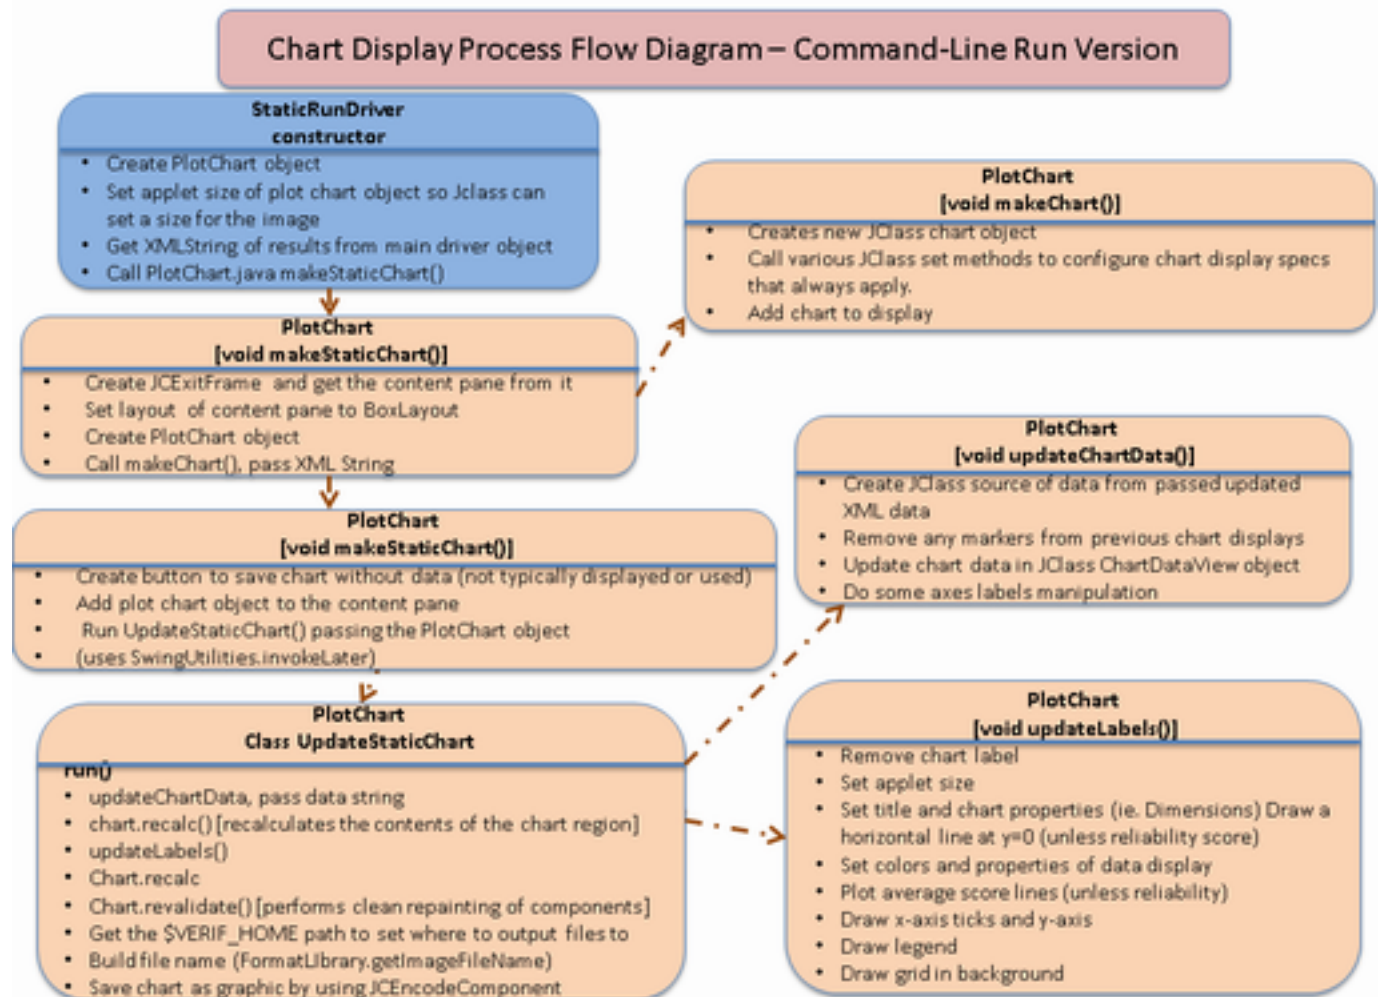 Chart Display Process Flow Diagram – Command-Line Run Version
StaticRunDriver
constructor
• Create PlotChart object
• Set applet size of plot chart object so Jclass can
set a size for the image
• Get XMLString of results from main driver object
• Call PlotChart.java makeStaticChart()
PlotChart
[void makeStaticChart()]
• Create JCExitFrame and get the content pane from it
• Set layout of content pane to BoxLayout
• Create PlotChart object
• Call makeChart(), pass XML String
PlotChart
[void makeStaticChart()]
• Create button to save chart without data (not typically displayed or used)
• Add plot chart object to the content pane
• Run UpdateStaticChart() passing the PlotChart object
• (uses SwingUtilities.invokeLater)
PlotChart
Class UpdateStaticChart
run()
• updateChartData, pass data string
• chart.recalc() [recalculates the contents of the chart region]
• updateLabels()
• Chart.recalc
• Chart.revalidate() [performs clean repainting of components]
• Get the $VERIF_HOME path to set where to output files to
• Build file name (FormatLIbrary.getImageFileName)
• Save chart as graphic by using JCEncodeComponent
PlotChart
[void makeChart()]
• Creates new JClass chart object
• Call various JClass set methods to configure chart display specs
that always apply.
• Add chart to display
PlotChart
[void updateChartData()]
• Create JClass source of data from passed updated
XML data
• Remove any markers from previous chart displays
• Update chart data in JClass ChartDataView object
• Do some axes labels manipulation
PlotChart
[void updateLabels()]
• Remove chart label
• Set applet size
• Set title and chart properties (ie. Dimensions) Draw a
horizontal line at y=0 (unless reliability score)
• Set colors and properties of data display
• Plot average score lines (unless reliability)
• Draw x-axis ticks and y-axis
• Draw legend
• Draw grid in background